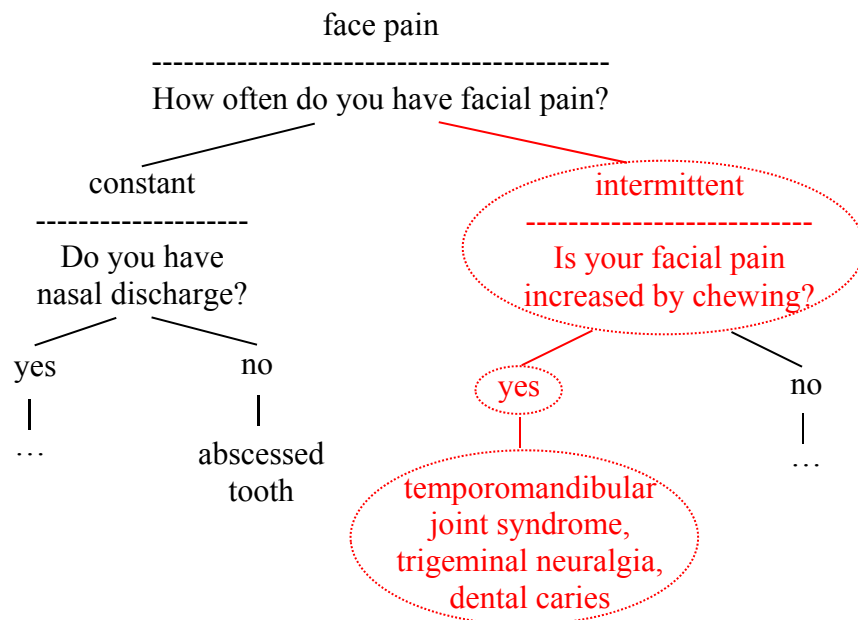 face pain
-------------------------------------------
How often do you have facial pain?
constant
--------------------
Do you have
nasal discharge?
intermittent
---------------------------
Is your facial pain
increased by chewing?
yes
no
yes
no
…
abscessed
tooth
temporomandibular
joint syndrome,
trigeminal neuralgia,
dental caries
…